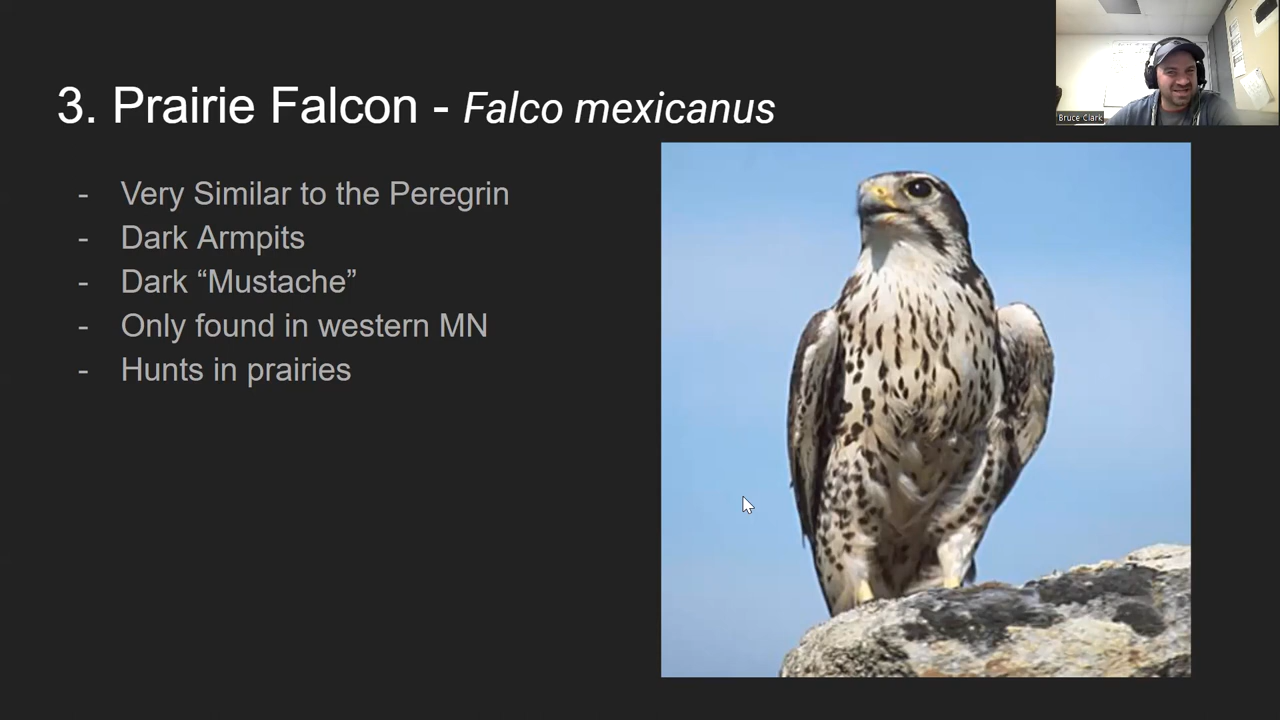 3. Prairie Falcon - Falco mexicanus
- Very Similar to the Peregrin
- Dark Armpits
- Dark “Mustache”
- Only found in western MN
- Hunts in prairies
Bruce Clark